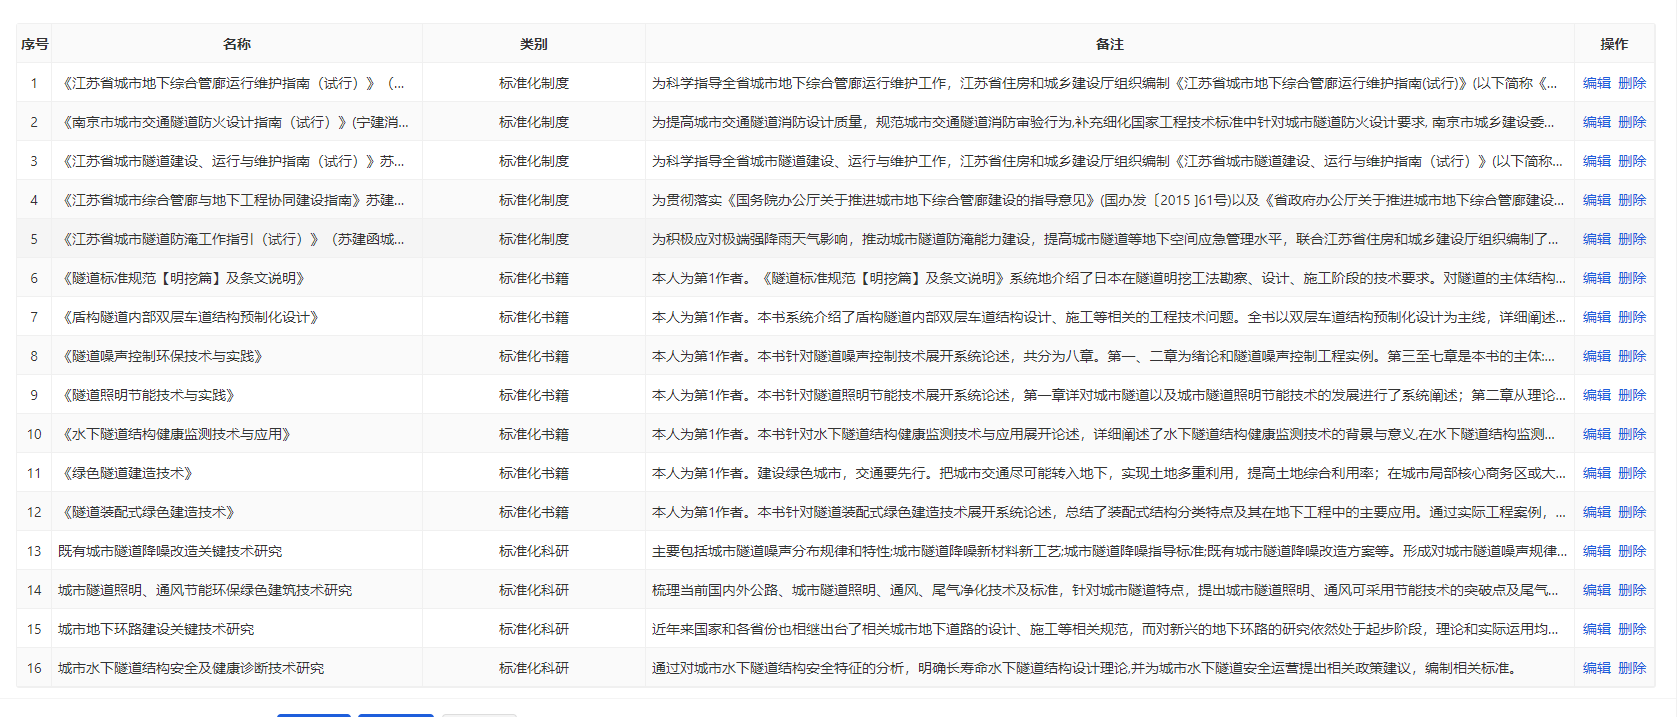 序号 名称 类别 备注 操作
1 《江苏省城市地下综合管廊运行维护指南（试行）》（... 标准化制度 为科学指导全省城市地下综合管廊运行维护工作，江苏省住房和城乡建设厅组织编制《江苏省城市地下综合管廊运行维护指南(试行)》(以下简称《... 编辑 删除
2 《南京市城市交通隧道防火设计指南（试行）》(宁建消... 标准化制度 为提高城市交通隧道消防设计质量，规范城市交通隧道消防审验行为,补充细化国家工程技术标准中针对城市隧道防火设计要求, 南京市城乡建设委... 编辑 删除
3 《江苏省城市隧道建设、运行与维护指南（试行）》苏... 标准化制度 为科学指导全省城市隧道建设、运行与维护工作，江苏省住房和城乡建设厅组织编制《江苏省城市隧道建设、运行与维护指南（试行）》(以下简称... 编辑 删除
4 《江苏省城市综合管廊与地下工程协同建设指南》苏建... 标准化制度 为贯彻落实《国务院办公厅关于推进城市地下综合管廊建设的指导意见》(国办发〔2015 ]61号)以及《省政府办公厅关于推进城市地下综合管廊建设... 编辑 删除
5 《江苏省城市隧道防淹工作指引（试行）》（苏建函城... 标准化制度 为积极应对极端强降雨天气影响，推动城市隧道防淹能力建设，提高城市隧道等地下空间应急管理水平，联合江苏省住房和城乡建设厅组织编制了... 编辑 删除
6 《隧道标准规范【明挖篇】及条文说明》 标准化书籍 本人为第1作者。《隧道标准规范【明挖篇】及条文说明》系统地介绍了日本在隧道明挖工法勘察、设计、施工阶段的技术要求。对隧道的主体结构... 编辑 删除
7 《盾构隧道内部双层车道结构预制化设计》 标准化书籍 本人为第1作者。本书系统介绍了盾构隧道内部双层车道结构设计、施工等相关的工程技术问题。全书以双层车道结构预制化设计为主线，详细阐述... 编辑 删除
8 《隧道噪声控制环保技术与实践》 标准化书籍 本人为第1作者。本书针对隧道噪声控制技术展开系统论述，共分为八章。第一、二章为绪论和隧道噪声控制工程实例。第三至七章是本书的主体:... 编辑 删除
9 《隧道照明节能技术与实践》 标准化书籍 本人为第1作者。本书针对隧道照明节能技术展开系统论述，第一章详对城市隧道以及城市隧道照明节能技术的发展进行了系统阐述；第二章从理论... 编辑 删除
10 《水下隧道结构健康监测技术与应用》 标准化书籍 本人为第1作者。本书针对水下隧道结构健康监测技术与应用展开论述，详细阐述了水下隧道结构健康监测技术的背景与意义,在水下隧道结构监测... 编辑 删除
11 《绿色隧道建造技术》 标准化书籍 本人为第1作者。建设绿色城市，交通要先行。把城市交通尽可能转入地下，实现土地多重利用，提高土地综合利用率；在城市局部核心商务区或大... 编辑 删除
12 《隧道装配式绿色建造技术》 标准化书籍 本人为第1作者。本书针对隧道装配式绿色建造技术展开系统论述，总结了装配式结构分类特点及其在地下工程中的主要应用。通过实际工程案例，... 编辑 删除
13 既有城市隧道降噪改造关键技术研究 标准化科研 主要包括城市隧道噪声分布规律和特性;城市隧道降噪新材料新工艺;城市隧道降噪指导标准;既有城市隧道降噪改造方案等。形成对城市隧道噪声规律... 编辑 删除
14 城市隧道照明、通风节能环保绿色建筑技术研究 标准化科研 梳理当前国内外公路、城市隧道照明、通风、尾气净化技术及标准，针对城市隧道特点，提出城市隧道照明、通风可采用节能技术的突破点及尾气... 编辑 删除
15 城市地下环路建设关键技术研究 标准化科研 近年来国家和各省份也相继出台了相关城市地下道路的设计、施工等相关规范，而对新兴的地下环路的研究依然处于起步阶段，理论和实际运用均... 编辑 删除
16 城市水下隧道结构安全及健康诊断技术研究 标准化科研 通过对城市水下隧道结构安全特征的分析，明确长寿命水下隧道结构设计理论,并为城市水下隧道安全运营提出相关政策建议，编制相关标准。 编辑 删除